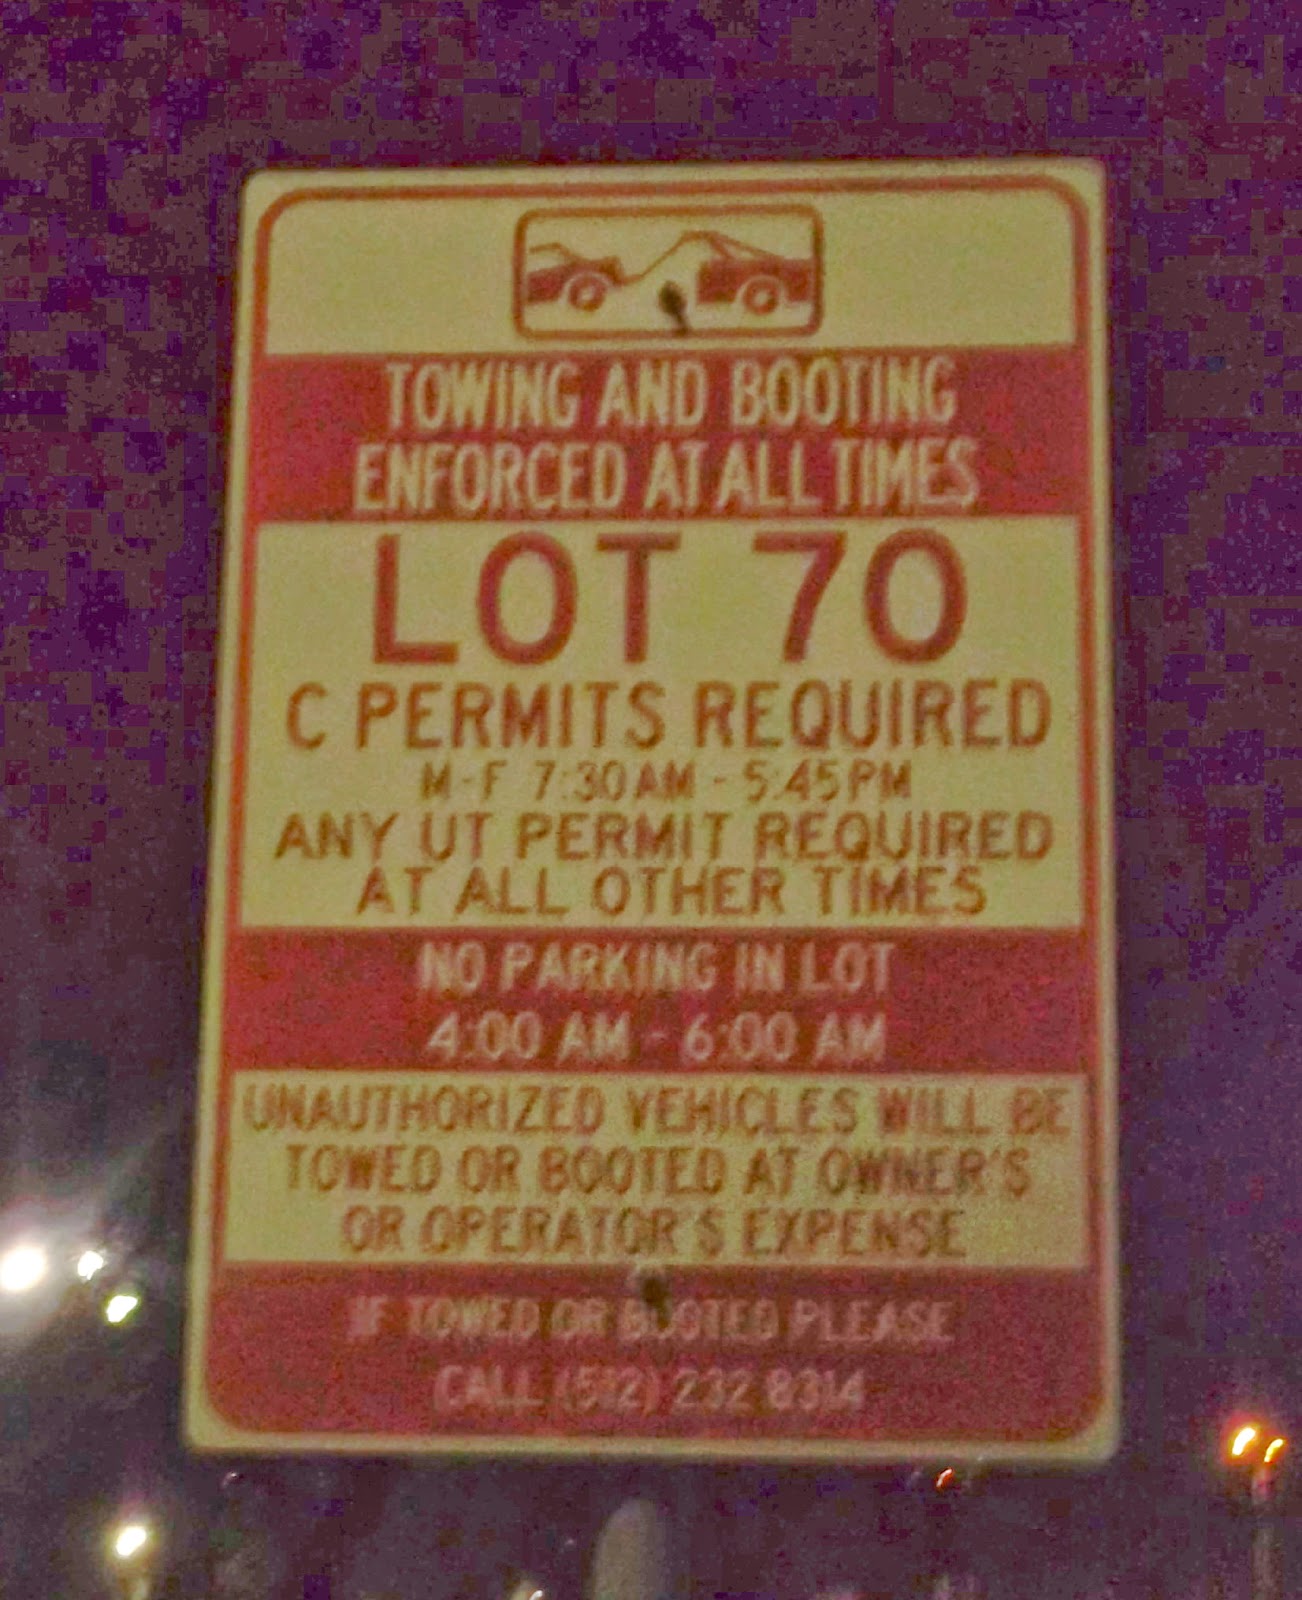 TOWING AND BOOTING
ENFORCED AT ALL TIMES
LOT 70
C PERMITS REQUIRED
M-F 7:30AM - 5:45PM
ANY UT PERMIT REQUIRED
AT ALL OTHER TIMES
NO PARKING IN LOT
4:00 AM - 6:00 AM
UNAUTHORIZED VEHICLES WILL BE
TOWED OR BOOTED AT OWNER'S
OR OPERATOR'S EXPENSE
IF TOWED OR BOOTED PLEASE
CALL (512) 232 8314